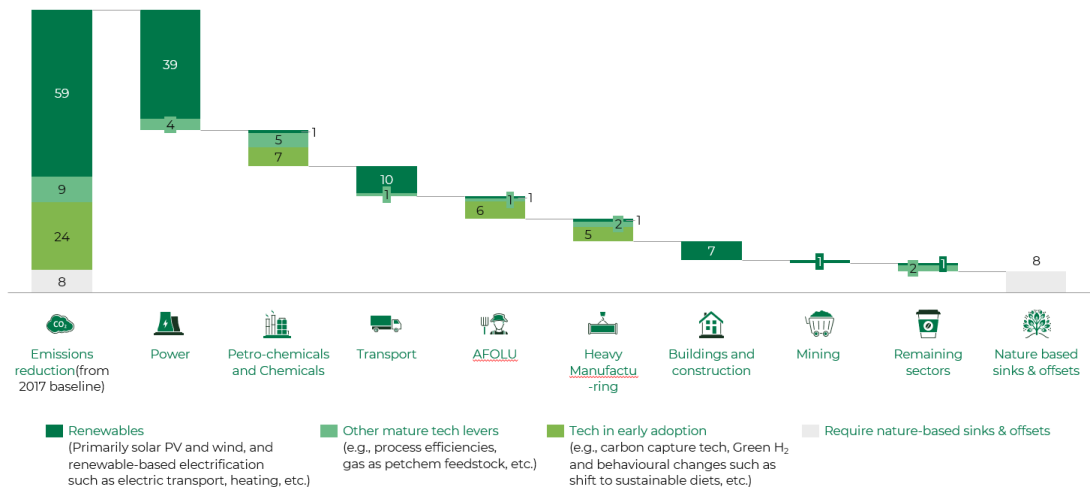 59
9
24
8
39
4
1
5
7
10
1
1
1
6
1
2
5
7
1
1
2
8
CO₂
Emissions
reduction(from
2017 baseline)
Power
Petro-chemicals
and Chemicals
Transport
AFOLU
Heavy
Manufactu
-ring
Buildings and
construction
Mining
Remaining
sectors
Nature based
sinks & offsets
Renewables
(Primarily solar PV and wind, and
renewable-based electrification
such as electric transport, heating, etc.)
Other mature tech levers
(e.g., process efficiencies,
gas as petchem feedstock, etc.)
Tech in early adoption
(e.g., carbon capture tech, Green H₂
and behavioural changes such as
shift to sustainable diets, etc.)
Require nature-based sinks & offsets